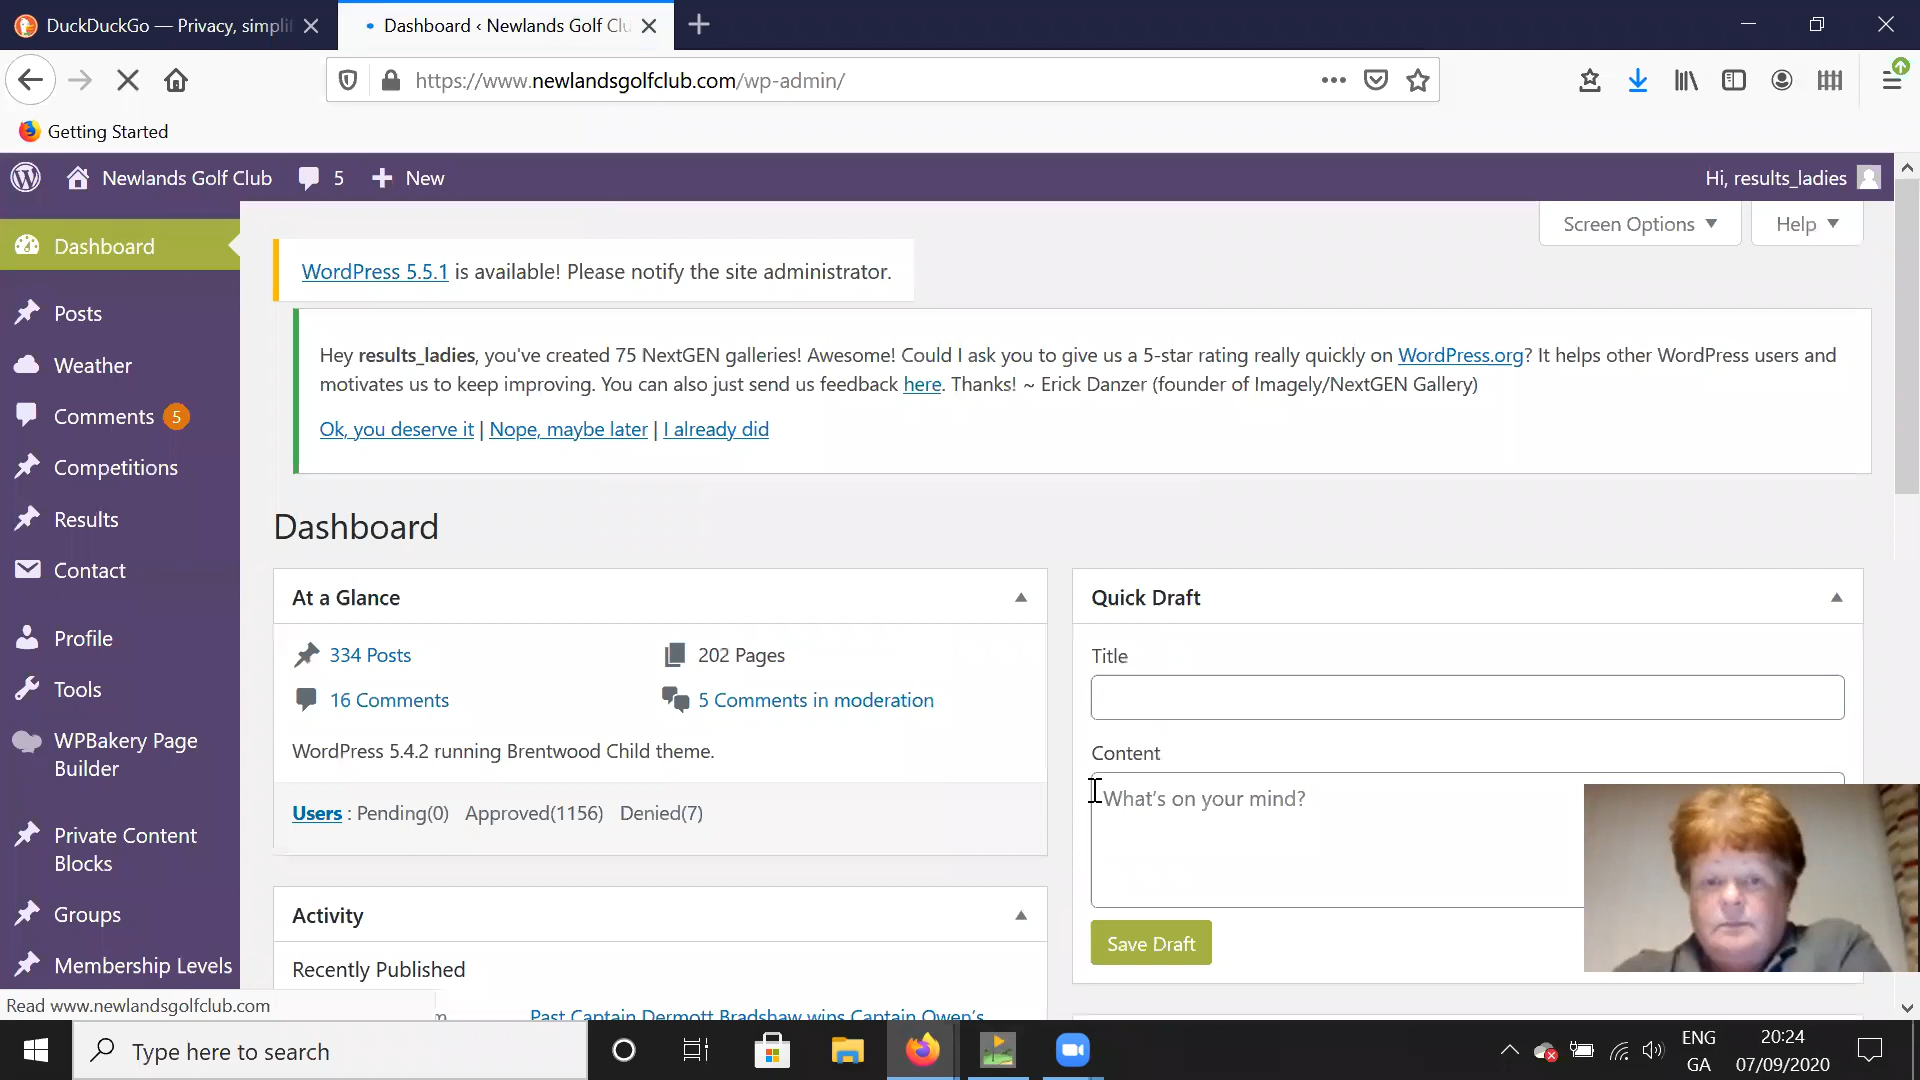 DuckDuckGo — Privacy, simpli
Dashboard ‹ Newlands Golf Clu
https://www.newlandsgolfclub.com/wp-admin/
Getting Started
Newlands Golf Club 5 New
Hi, results_ladies
Screen Options Help
Dashboard
Posts
Weather
Comments 5
Competitions
Results
Contact
Profile
Tools
WPBakery Page
Builder
Private Content
Blocks
Groups
Membership Levels
WordPress 5.5.1 is available! Please notify the site administrator.
Hey results_ladies, you've created 75 NextGEN galleries! Awesome! Could I ask you to give us a 5-star rating really quickly on WordPress.org? It helps other WordPress users and
motivates us to keep improving. You can also just send us feedback here. Thanks! ~ Erick Danzer (founder of Imagely/NextGEN Gallery)
Ok, you deserve it | Nope, maybe later | I already did
Dashboard
At a Glance
334 Posts
202 Pages
16 Comments
5 Comments in moderation
WordPress 5.4.2 running Brentwood Child theme.
Users : Pending(0) Approved(1156) Denied(7)
Activity
Recently Published
Past Captain Dermott Bradshaw wins Captain Owen's
Quick Draft
Title
Content
What's on your mind?
Save Draft
Read www.newlandsgolfclub.com
Type here to search
ENG
GA
20:24
07/09/2020